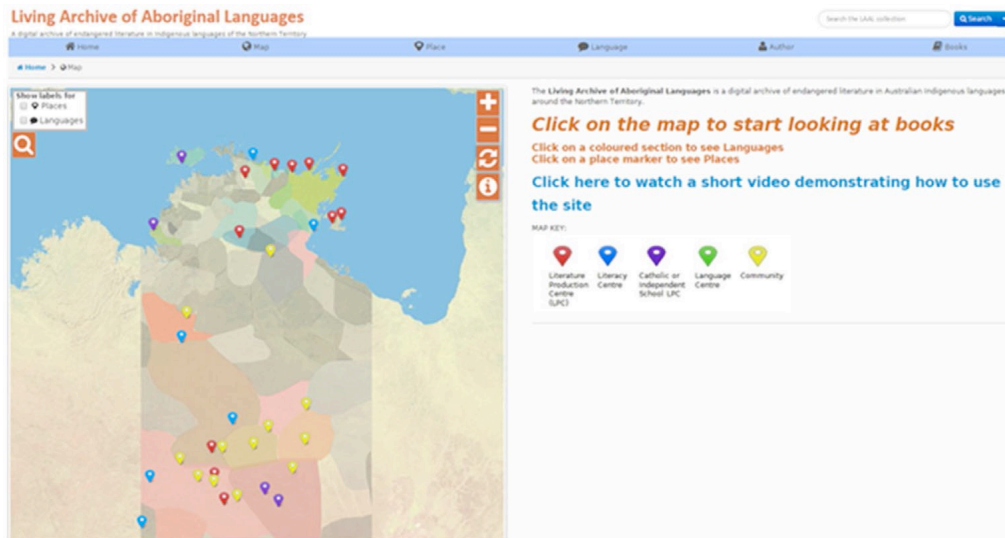 Living Archive of Aboriginal Languages
A digital archive of endangered literature in Indigenous languages of the Northern Territory
Search the LAAL collection
Search
Home
Map
Place
Language
Author
Books
Home > Map
Show labels for
Places
Languages
The Living Archive of Aboriginal Languages is a digital archive of endangered literature in Australian Indigenous languages
around the Northern Territory.
Click on the map to start looking at books
Click on a coloured section to see Languages
Click on a place marker to see Places
Click here to watch a short video demonstrating how to use
the site
MAP KEY:
Literature
Production
Centre
(LPC)
Literacy
Centre
Catholic or
Independent
School LPC
Language
Centre
Community